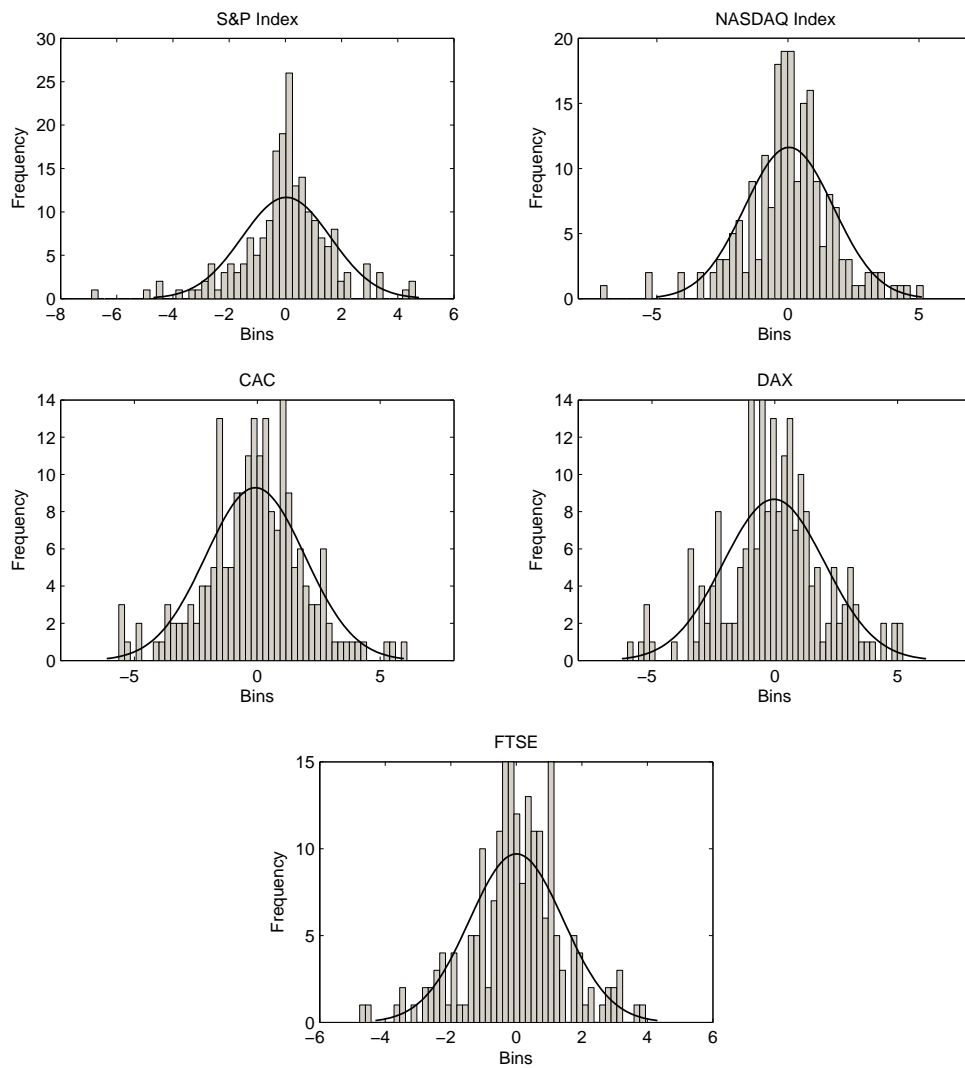 S&P Index
30
25
20
15
10
5
0
Frequency
−8 −6 −4 −2 0 2 4 6
Bins
NASDAQ Index
20
15
10
5
0
Frequency
−5 0 5
Bins
CAC
14
12
10
8
6
4
2
0
Frequency
−5 0 5
Bins
DAX
14
12
10
8
6
4
2
0
Frequency
−5 0 5
Bins
FTSE
15
10
5
0
Frequency
−6 −4 −2 0 2 4 6
Bins